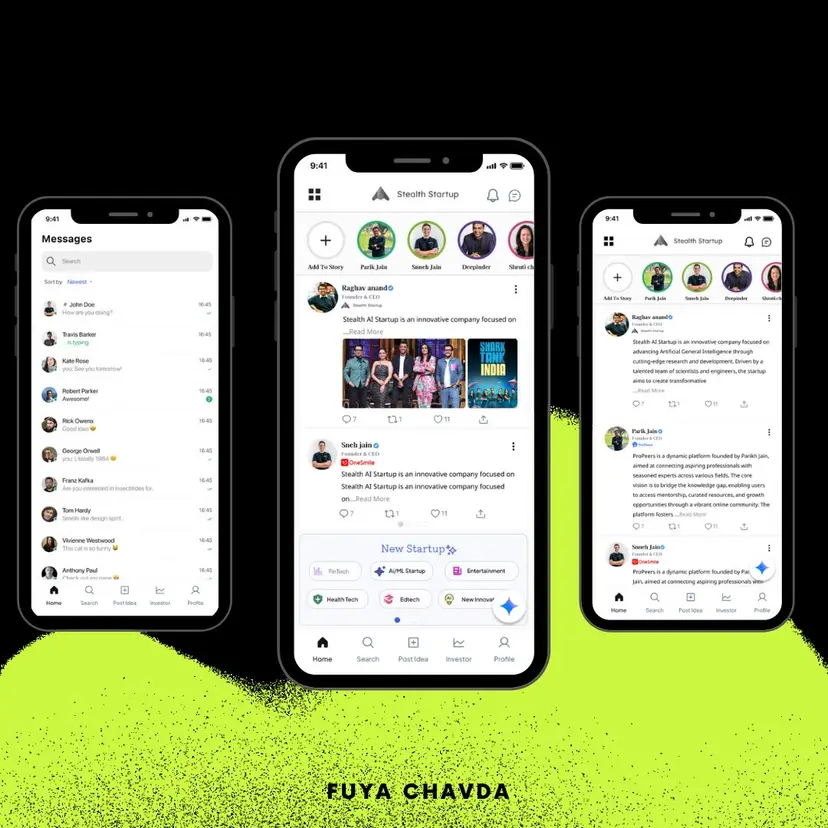 9:41
Messages
Search
Sort by Newest
John Doe 16:45
How are you doing?
Travis Barker 16:45
is typing
Kate Rose 16:45
you: See you tomorrow!
Robert Parker 16:45
Awesome!
Rick Owens 16:45
Good idea 🤩
George Orwell 16:45
you: Literally 1984 😁
Franz Kafka 16:45
Are you interested in insecticides for..
Tom Hardy 16:45
Smells like design spirit..
Vivienne Westwood 16:45
This cat is so funny 😸
Anthony Paul 16:45
Home Search Post Idea Investor Profile
9:41
Stealth Startup
Add To Story Parik Jain Sneh Jain Deepinder Shruti ch
Raghav anand
Founder & CEO
Stealth Startup
Stealth AI Startup is an innovative company focused on
...Read More
SHARK
TANK
INDIA
7 1 11
Sneh jain
Founder & CEO
OneSmile
Stealth AI Startup is an innovative company focused on
Stealth AI Startup is an innovative company focused
on...Read More
7 1 11
New Startup
FinTech AI/ML Startup Entertainment
HealthTech Edtech New Innovat
Home Search Post Idea Investor Profile
9:41
Stealth Startup
Add To Story Parik Jain Sneh Jain Deepinder Shruti ch
Raghav anand
Founder & CEO
Stealth Startup
Stealth AI Startup is an innovative company focused on
advancing Artificial General Intelligence through
cutting-edge research and development. Driven by a
talented team of scientists and engineers, the startup
aims to create transformative
...Read More
7 1 11
Parik Jain
Founder & CEO
ProPeers
ProPeers is a dynamic platform founded by Parikh Jain,
aimed at connecting aspiring professionals with
seasoned experts across various fields. The core
vision is to bridge the knowledge gap, enabling users
to access mentorship, curated resources, and growth
opportunities through a vibrant online community. The
platform fosters ...Read More
7 1 11
Sneh Jain
Founder & CEO
OneSmile
ProPeers is a dynamic platform founded by
Jain, aimed at connecting aspiring professionals
Home Search Post Idea Investor Profile
FUYA CHAVDA